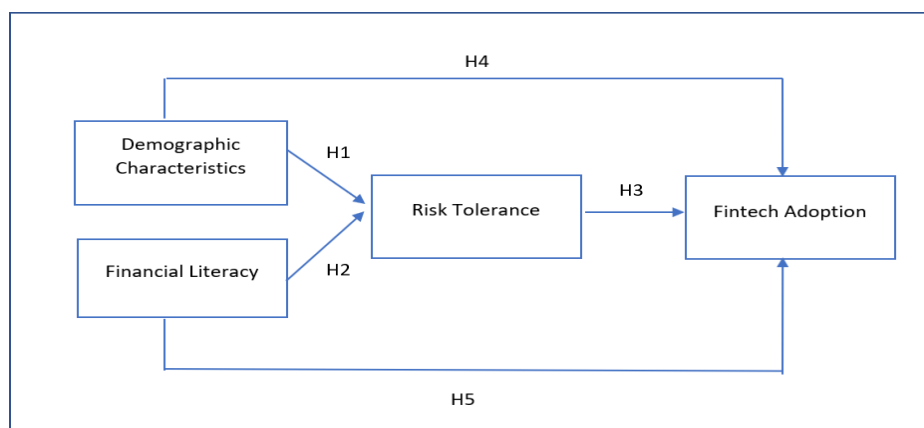 H4
Demographic
Characteristics
H1
Risk Tolerance
H3
Fintech Adoption
Financial Literacy
H2
H5